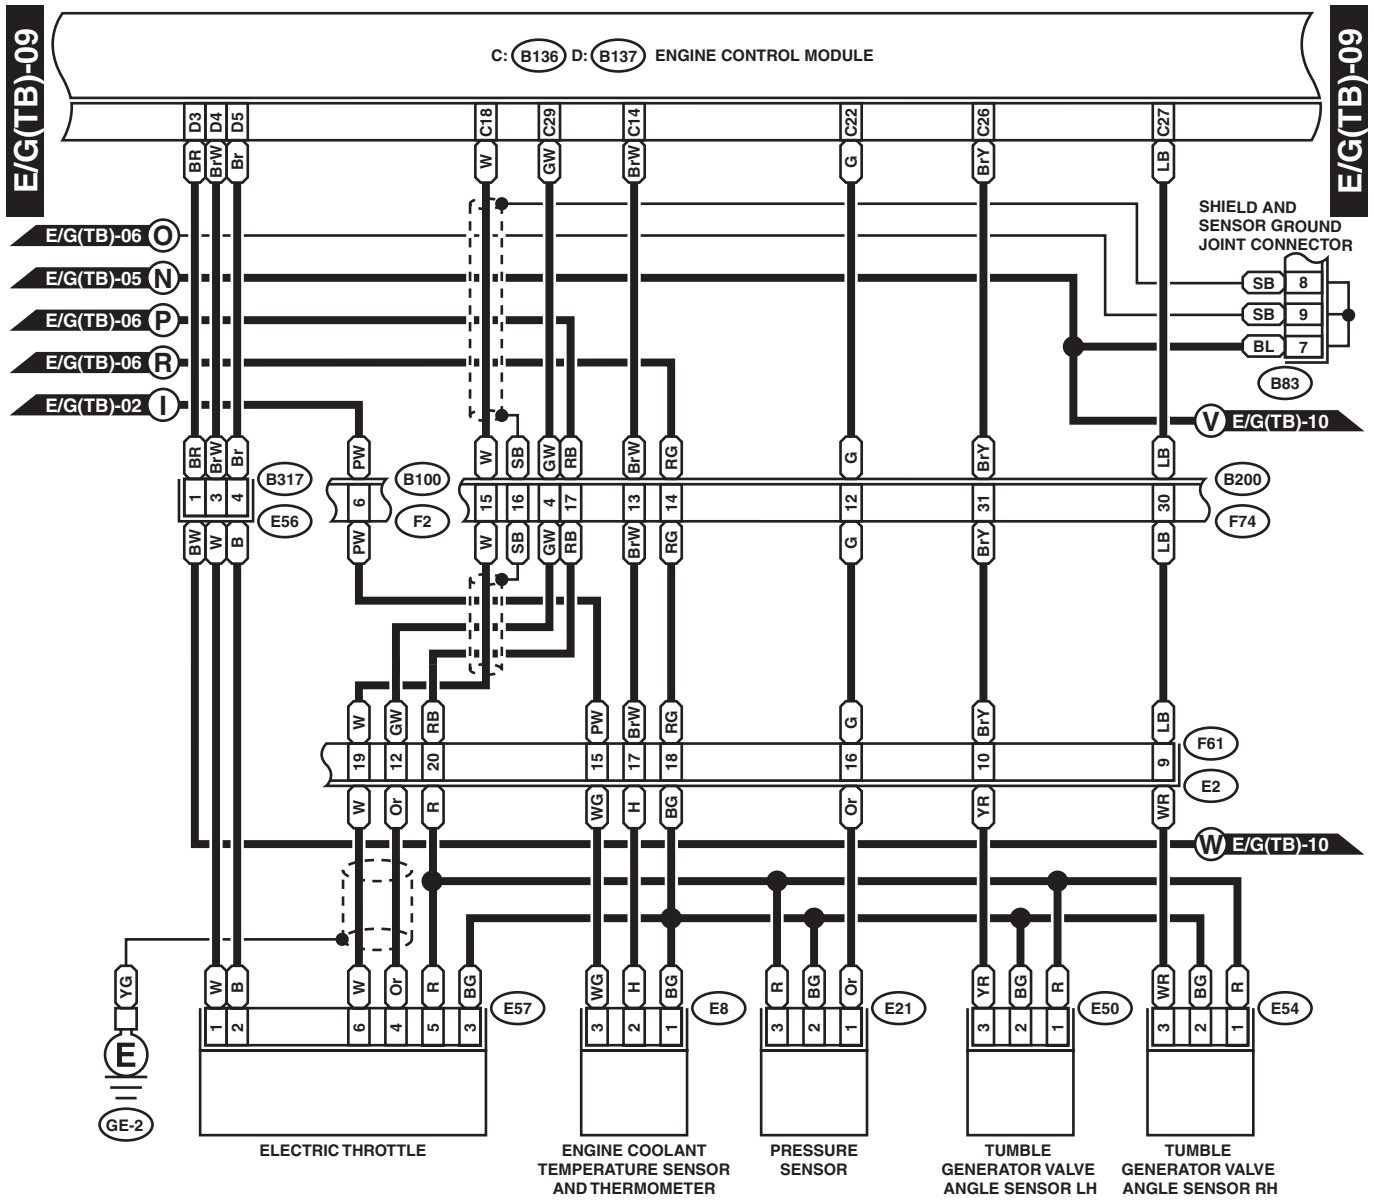 E/G(TB)-09
E/G(TB)-09
C: B136 D: B137 ENGINE CONTROL MODULE
D3 D4 D5 C18 C29 C14 C22 C26 C27
BR BrW Br W GW BrW G BrY LB
SHIELD AND
SENSOR GROUND
JOINT CONNECTOR
E/G(TB)-06 O
E/G(TB)-05 N
SB 8
E/G(TB)-06 P
SB 9
BL 7
E/G(TB)-06 R
B83
E/G(TB)-02 I
V E/G(TB)-10
BR BrW Br PW W SB GW RB BrW RG G BrY LB
B317 B100 B200
1 3 4 6 15 16 4 17 13 14 12 31 30
E56 F2 F74
BW W B PW W SB GW RB BrW RG G BrY LB
W GW RB PW BrW RG G BrY LB
F61
19 12 20 15 17 18 16 10 9
E2
W Or R WG H BG Or YR WR
W E/G(TB)-10
YG W B W Or R BG WG H BG R BG Or YR BG R WR BG R
E57 E8 E21 E50 E54
1 2 6 4 5 3 3 2 1 3 2 1 3 2 1 3 2 1
E
GE-2
ELECTRIC THROTTLE
ENGINE COOLANT
TEMPERATURE SENSOR
AND THERMOMETER
PRESSURE
SENSOR
TUMBLE
GENERATOR VALVE
ANGLE SENSOR LH
TUMBLE
GENERATOR VALVE
ANGLE SENSOR RH